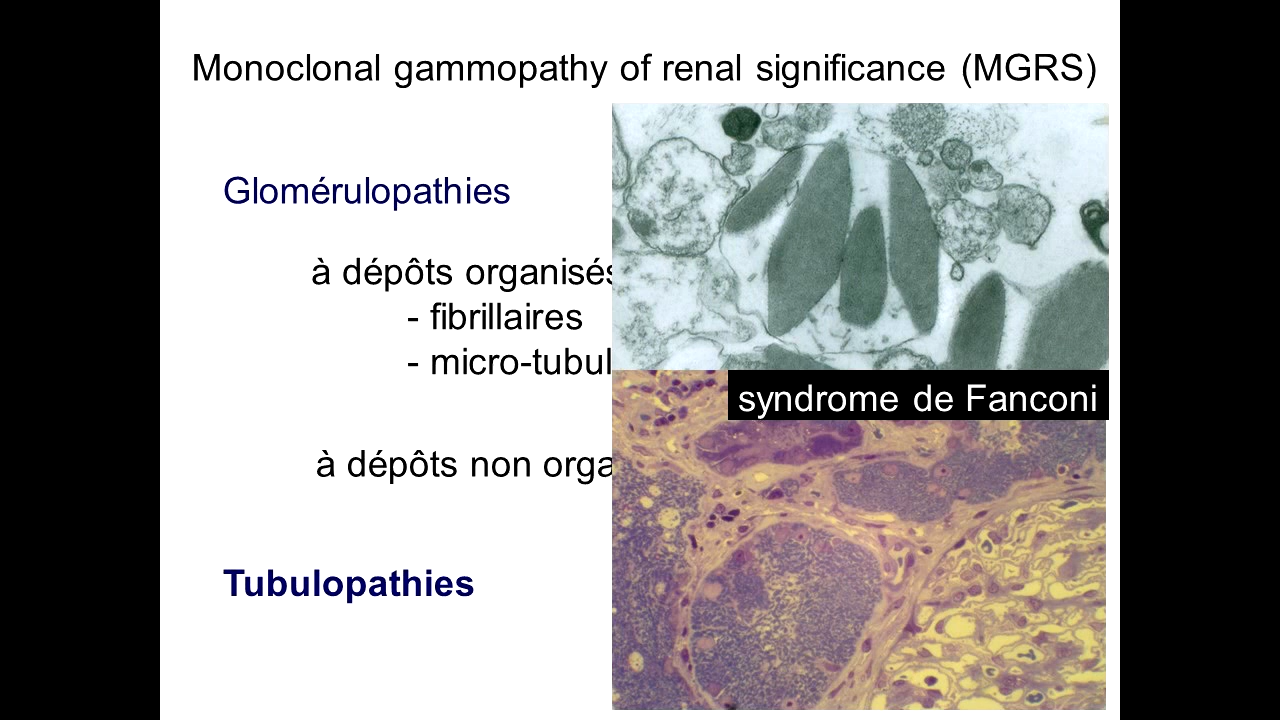 Monoclonal gammopathy of renal significance (MGRS)
Glomérulopathies
à dépôts organisés
- fibrillaires
- micro-tubul
syndrome de Fanconi
à dépôts non orga
Tubulopathies